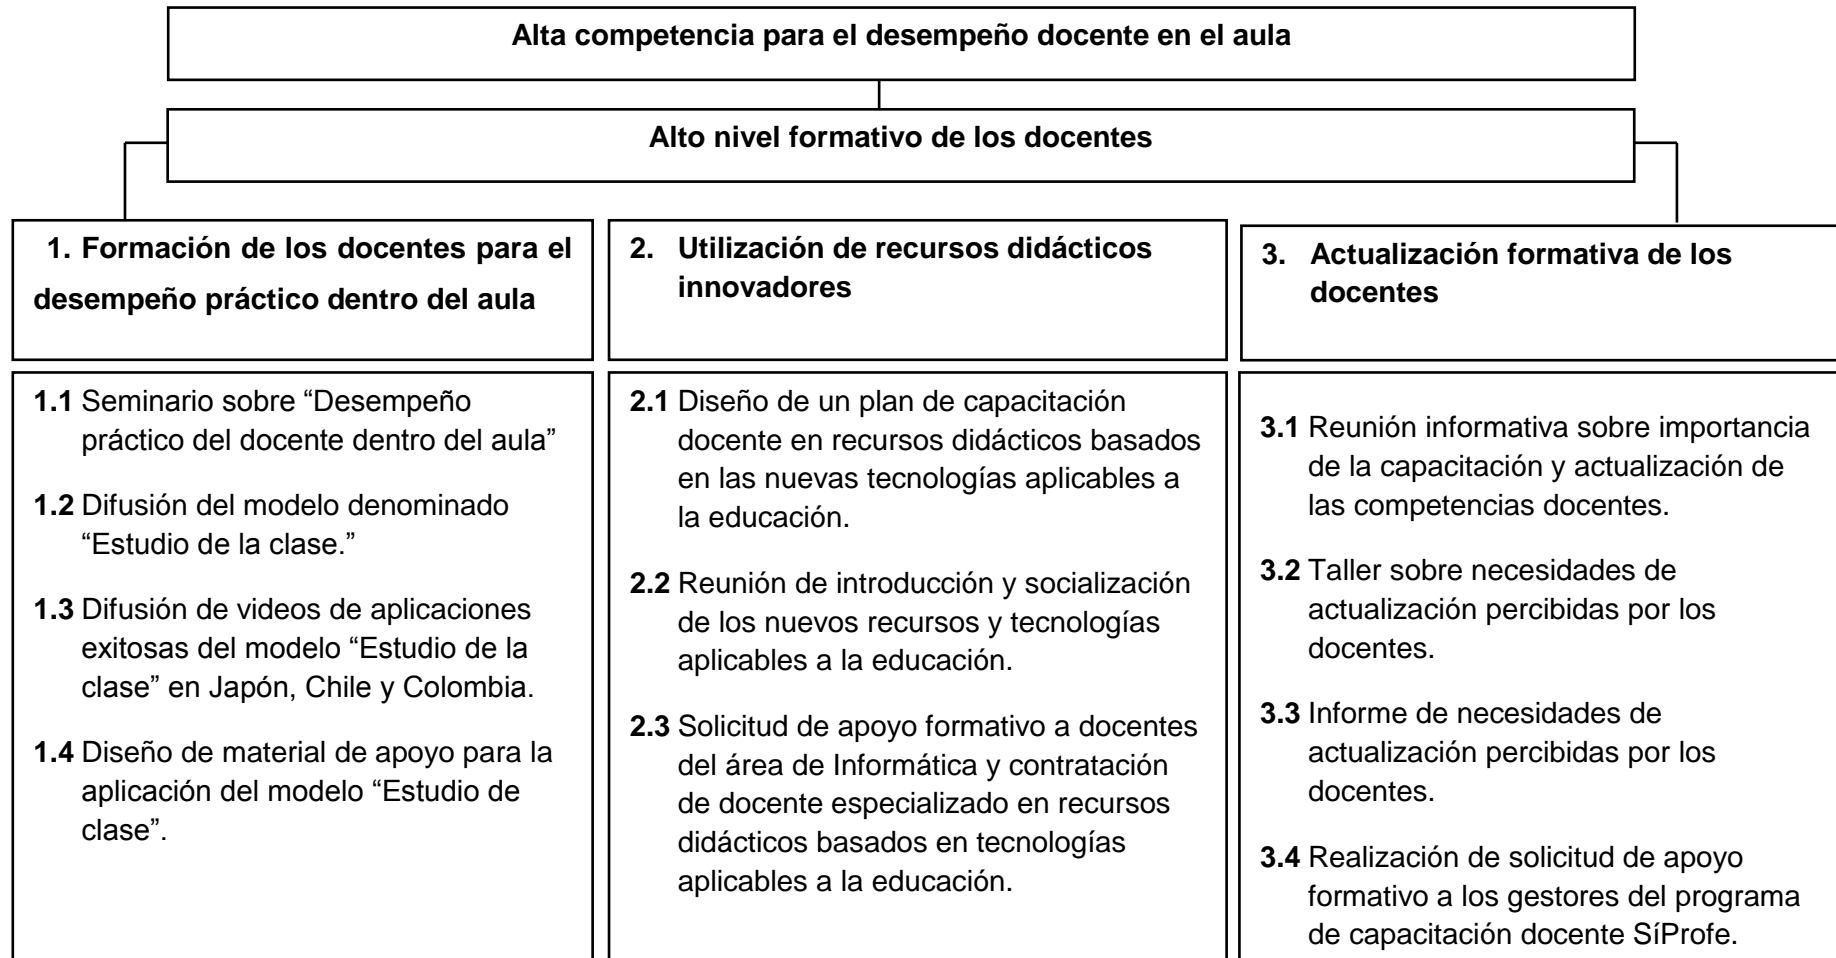 Alta competencia para el desempeño docente en el aula
Alto nivel formativo de los docentes
1. Formación de los docentes para el
desempeño práctico dentro del aula
2. Utilización de recursos didácticos
innovadores
3. Actualización formativa de los
docentes
1.1 Seminario sobre “Desempeño
práctico del docente dentro del aula”
1.2 Difusión del modelo denominado
“Estudio de la clase.”
1.3 Difusión de videos de aplicaciones
exitosas del modelo “Estudio de la
clase” en Japón, Chile y Colombia.
1.4 Diseño de material de apoyo para la
aplicación del modelo “Estudio de
clase”.
2.1 Diseño de un plan de capacitación
docente en recursos didácticos basados
en las nuevas tecnologías aplicables a
la educación.
2.2 Reunión de introducción y socialización
de los nuevos recursos y tecnologías
aplicables a la educación.
2.3 Solicitud de apoyo formativo a docentes
del área de Informática y contratación
de docente especializado en recursos
didácticos basados en tecnologías
aplicables a la educación.
3.1 Reunión informativa sobre importancia
de la capacitación y actualización de
las competencias docentes.
3.2 Taller sobre necesidades de
actualización percibidas por los
docentes.
3.3 Informe de necesidades de
actualización percibidas por los
docentes.
3.4 Realización de solicitud de apoyo
formativo a los gestores del programa
de capacitación docente SíProfe.